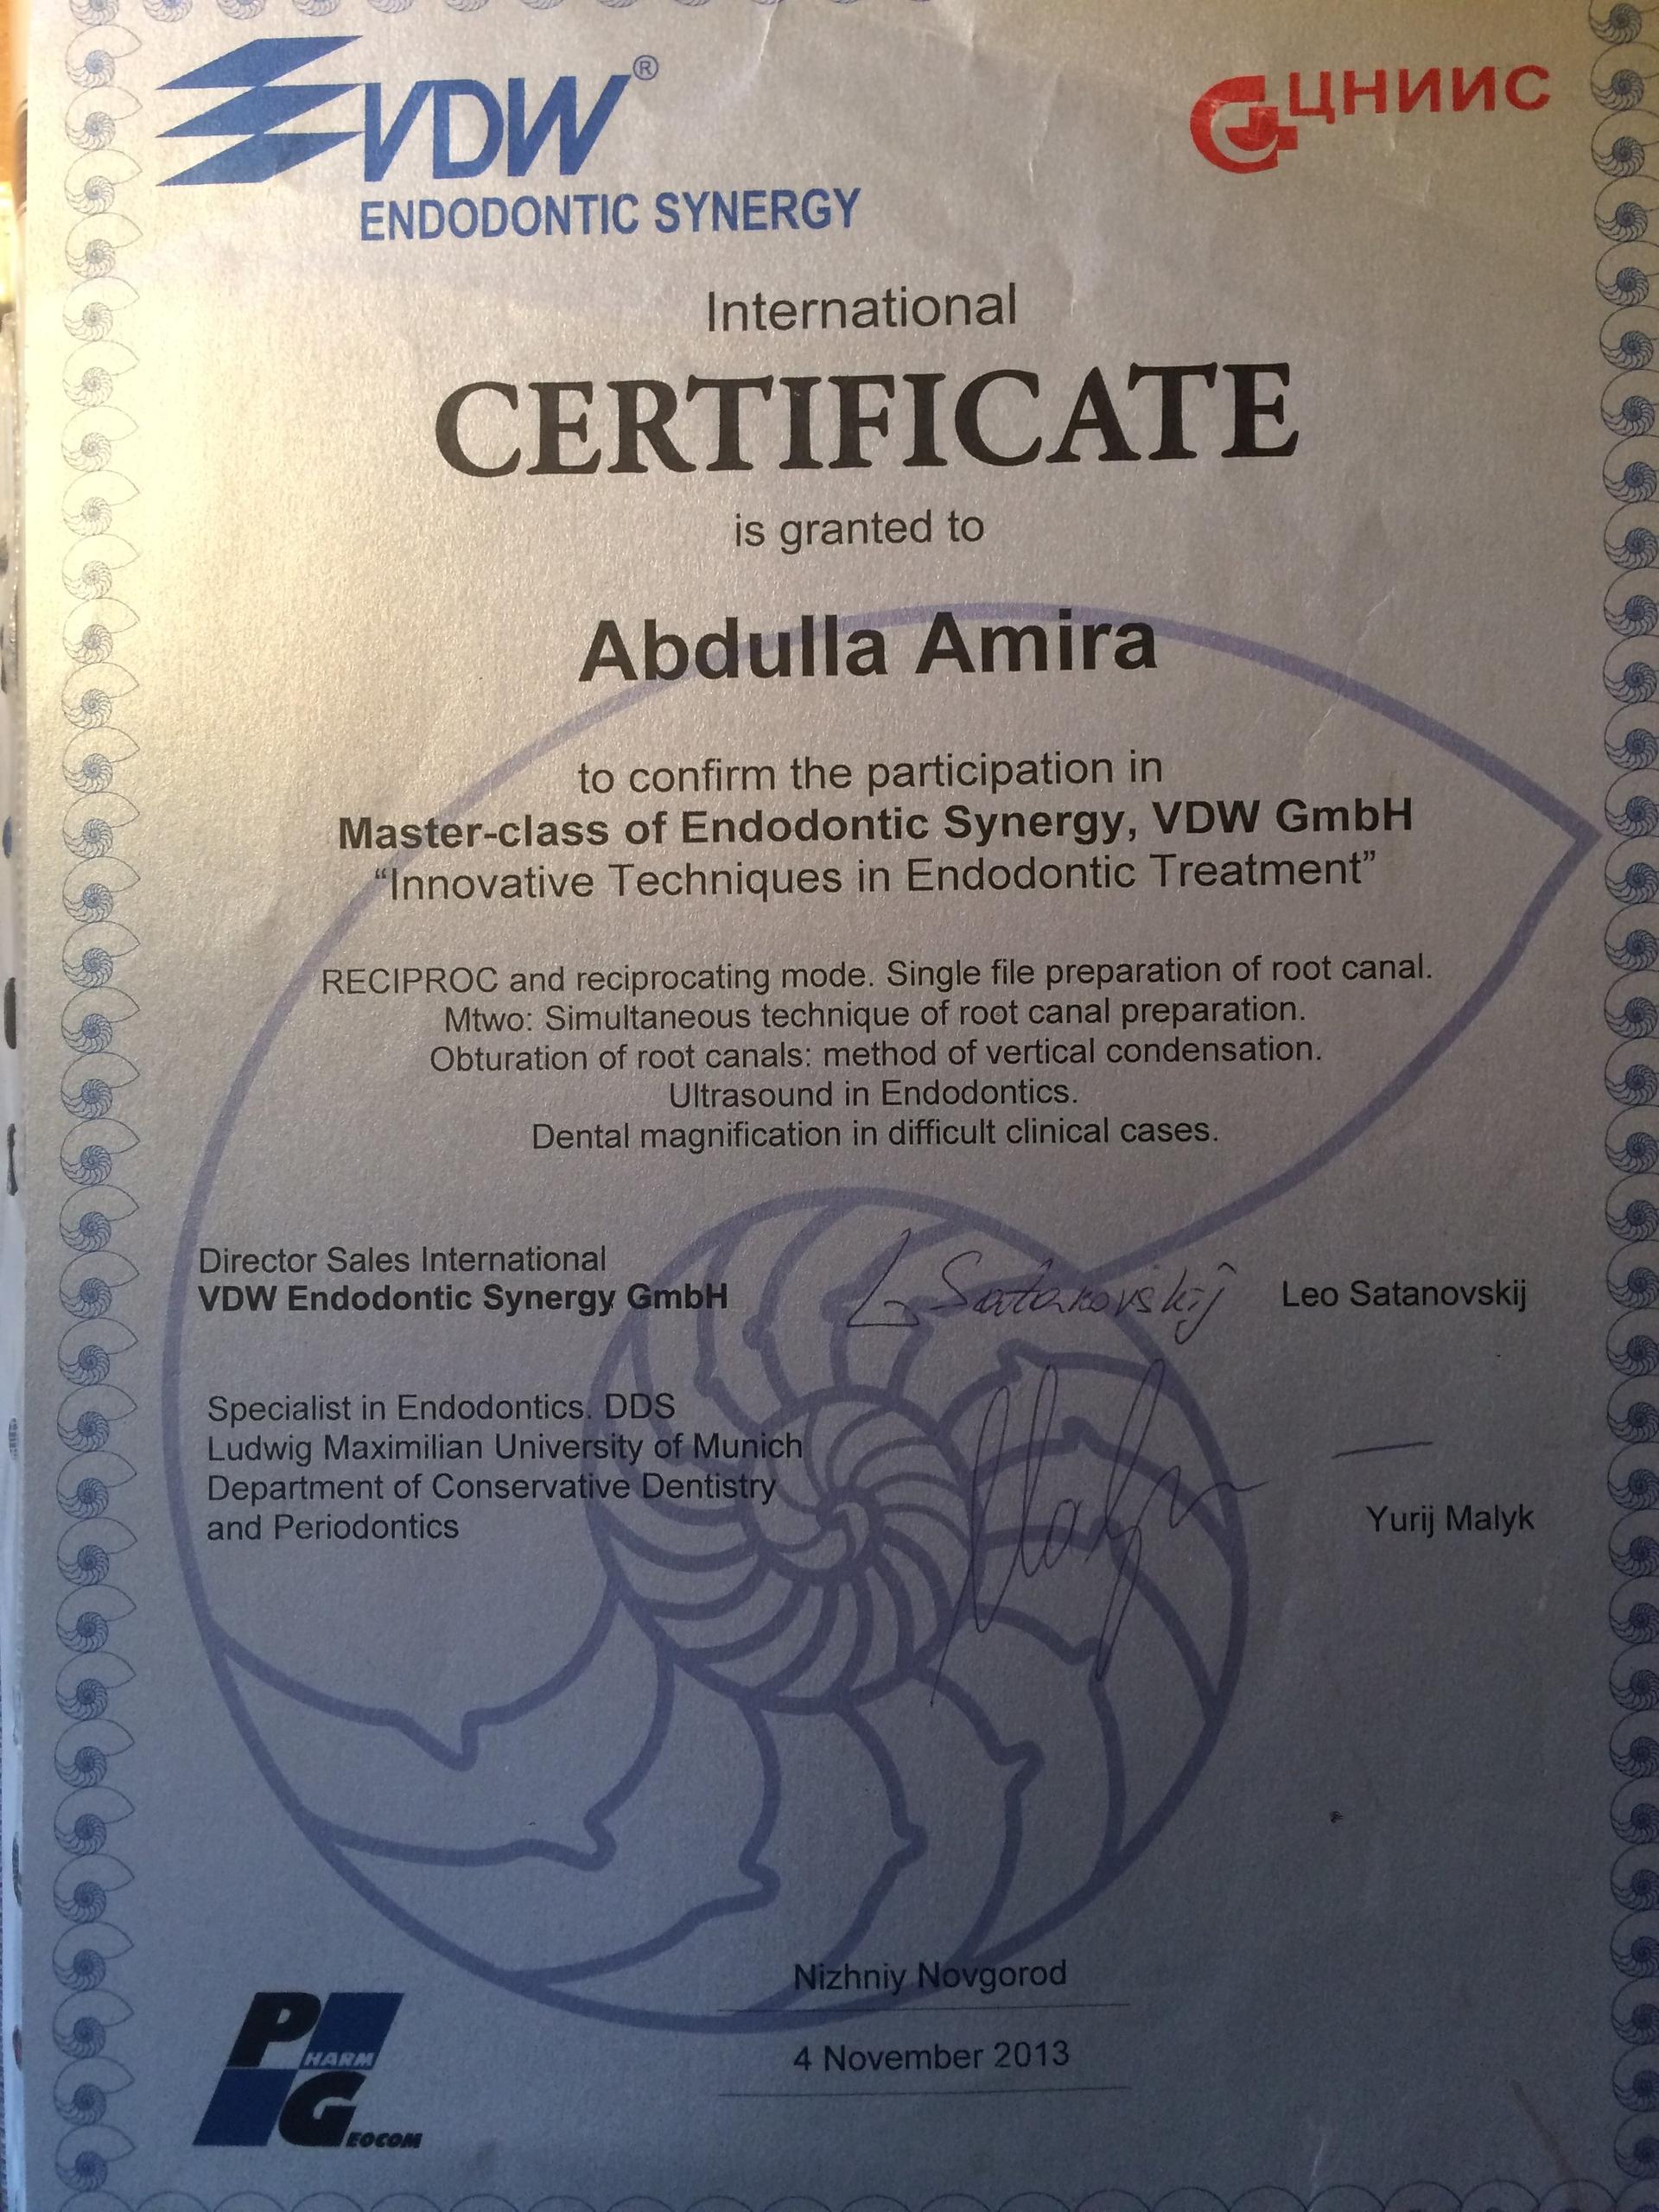 VDW®
ЦНИИС
ENDODONTIC SYNERGY
International
CERTIFICATE
is granted to
Abdulla Amira
to confirm the participation in
Master-class of Endodontic Synergy, VDW GmbH
“Innovative Techniques in Endodontic Treatment”
RECIPROC and reciprocating mode. Single file preparation of root canal.
Mtwo: Simultaneous technique of root canal preparation.
Obturation of root canals: method of vertical condensation.
Ultrasound in Endodontics.
Dental magnification in difficult clinical cases.
Director Sales International
VDW Endodontic Synergy GmbH
L Satanovskij
Leo Satanovskij
Specialist in Endodontics. DDS
Ludwig Maximilian University of Munich
Department of Conservative Dentistry
and Periodontics
Yurij Malyk
Nizhniy Novgorod
4 November 2013
PHARM
GEOCOM